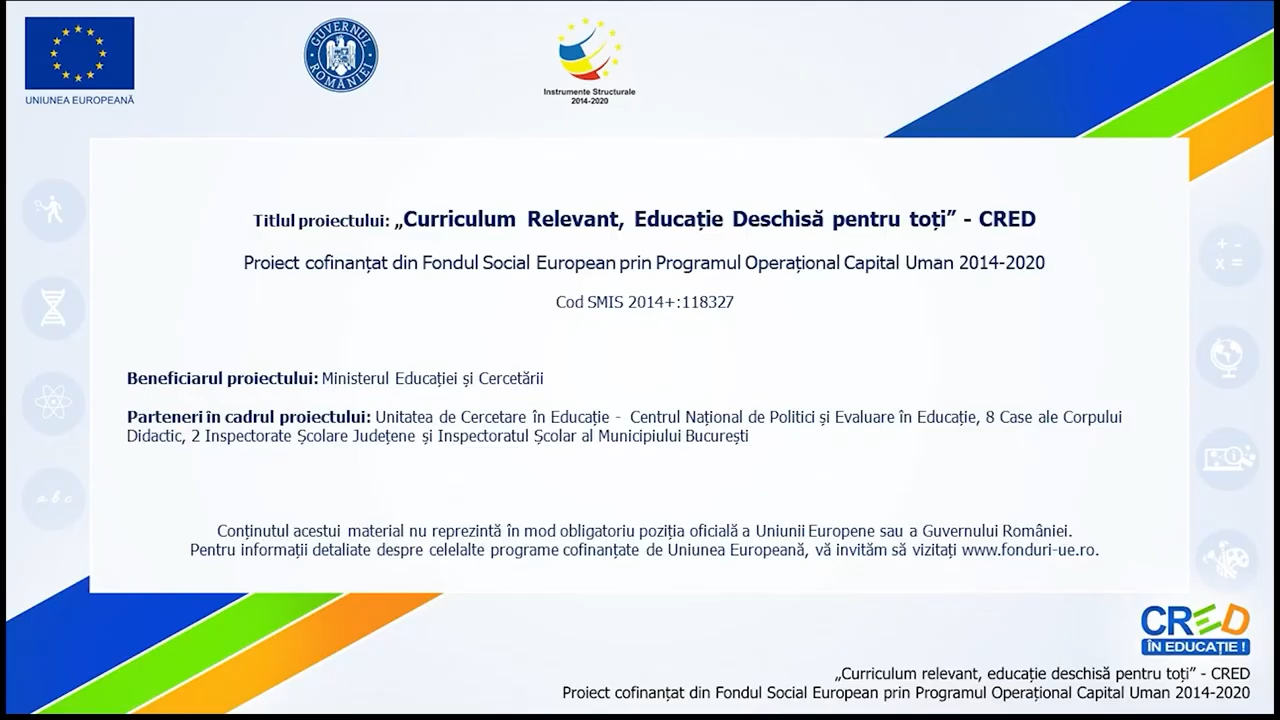 UNIUNEA EUROPEANĂ
GUVERNUL ROMÂNIEI
Instrumente Structurale
2014-2020
Titlul proiectului: „Curriculum Relevant, Educație Deschisă pentru toți” - CRED
Proiect cofinanțat din Fondul Social European prin Programul Operațional Capital Uman 2014-2020
Cod SMIS 2014+:118327
Beneficiarul proiectului: Ministerul Educației și Cercetării
Parteneri în cadrul proiectului: Unitatea de Cercetare în Educație - Centrul Național de Politici și Evaluare în Educație, 8 Case ale Corpului
Didactic, 2 Inspectorate Școlare Județene și Inspectoratul Școlar al Municipiului București
abc
Conținutul acestui material nu reprezintă în mod obligatoriu poziția oficială a Uniunii Europene sau a Guvernului României.
Pentru informații detaliate despre celelalte programe cofinanțate de Uniunea Europeană, vă invităm să vizitați www.fonduri-ue.ro.
CRED
ÎN EDUCAȚIE !
„Curriculum relevant, educație deschisă pentru toți” - CRED
Proiect cofinanțat din Fondul Social European prin Programul Operațional Capital Uman 2014-2020